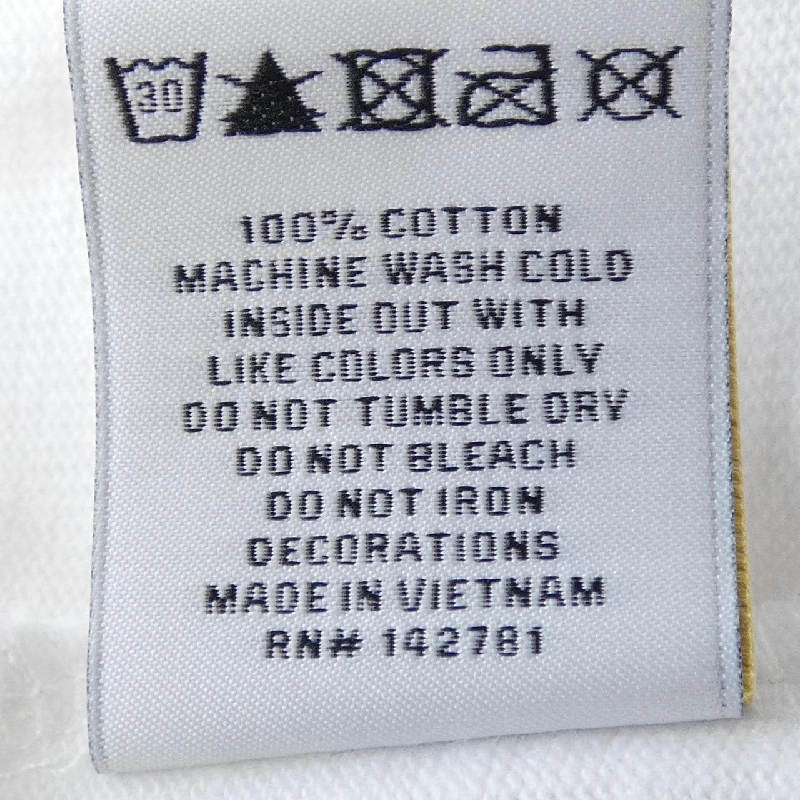 30
100% COTTON
MACHINE WASH COLD
INSIDE OUT WITH
LIKE COLORS ONLY
DO NOT TUMBLE DRY
DO NOT BLEACH
DO NOT IRON
DECORATIONS
MADE IN VIETNAM
RN# 142781